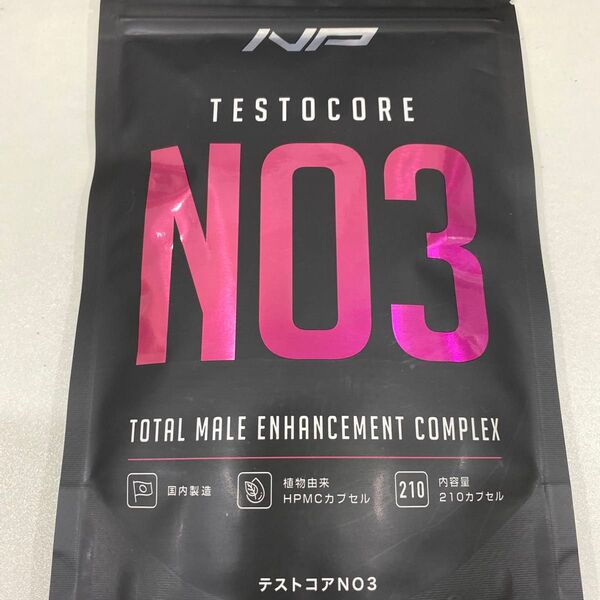 NP
TESTOCORE
NO3
TOTAL MALE ENHANCEMENT COMPLEX
国内製造
植物由来
HPMCカプセル
210
内容量
210カプセル
テストコアNO3